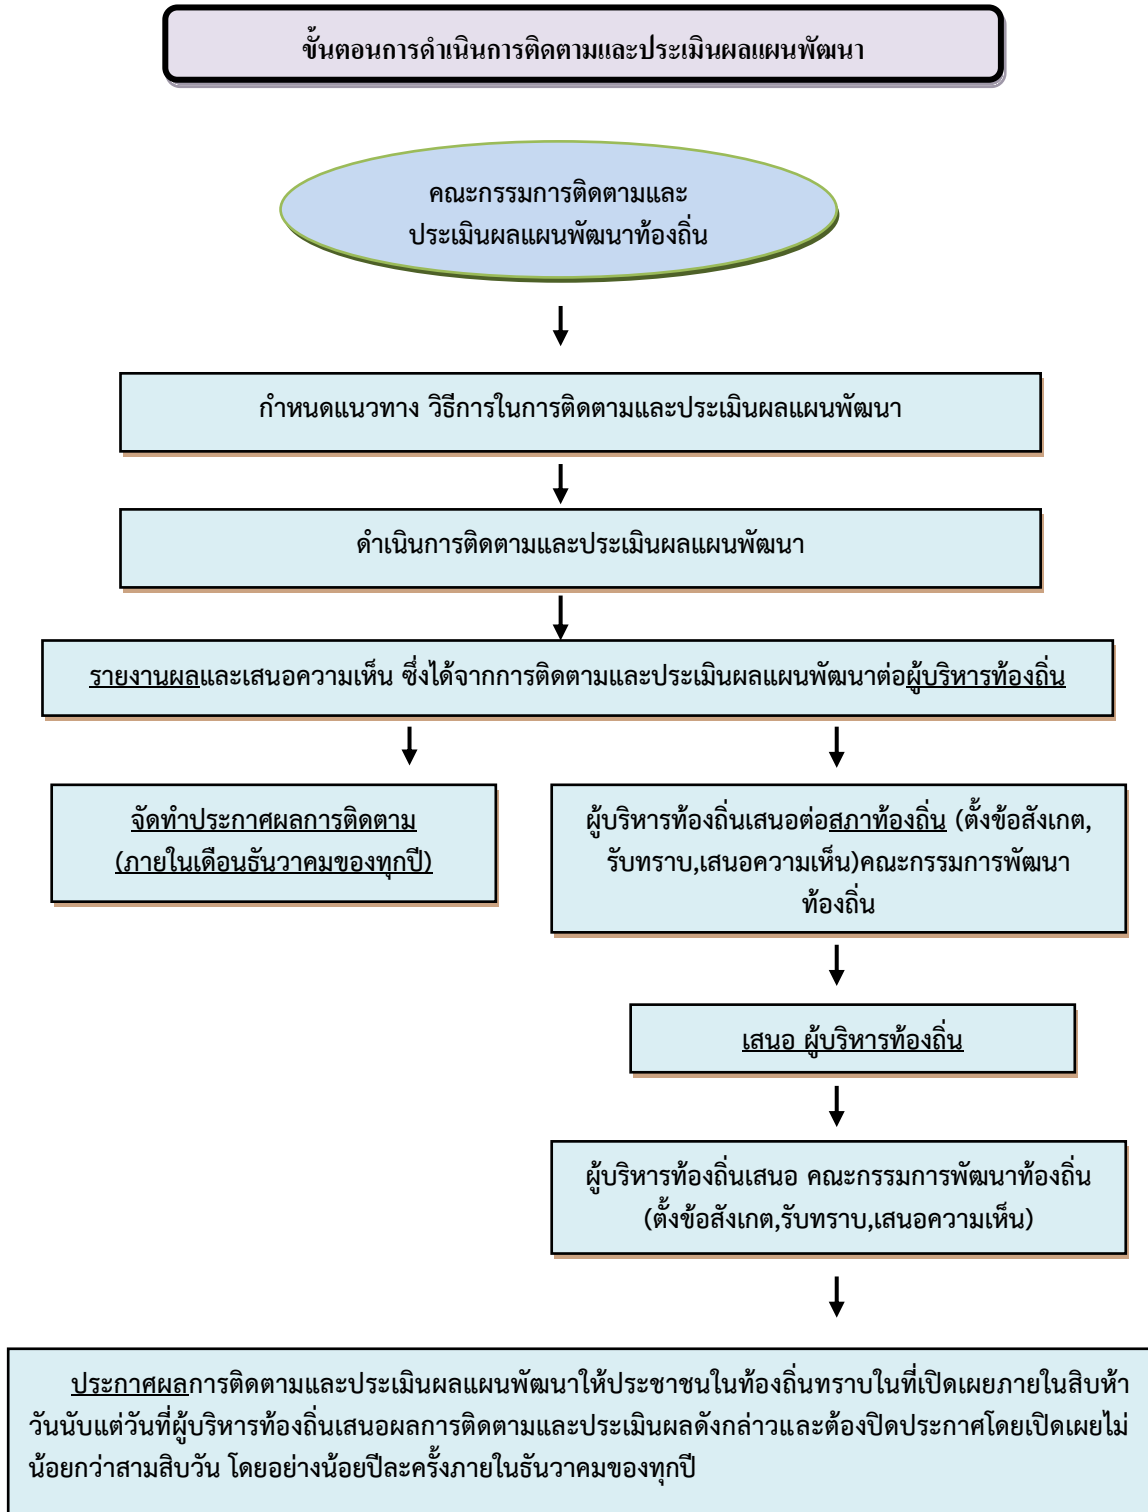 ขั้นตอนการดำเนินการติดตามและประเมินผลแผนพัฒนา
คณะกรรมการติดตามและ
ประเมินผลแผนพัฒนาท้องถิ่น
กำหนดแนวทาง วิธีการในการติดตามและประเมินผลแผนพัฒนา
ดำเนินการติดตามและประเมินผลแผนพัฒนา
รายงานผลและเสนอความเห็น ซึ่งได้จากการติดตามและประเมินผลแผนพัฒนาต่อผู้บริหารท้องถิ่น
จัดทำประกาศผลการติดตาม
(ภายในเดือนธันวาคมของทุกปี)
ผู้บริหารท้องถิ่นเสนอต่อสภาท้องถิ่น (ตั้งข้อสังเกต,
รับทราบ,เสนอความเห็น)คณะกรรมการพัฒนา
ท้องถิ่น
เสนอ ผู้บริหารท้องถิ่น
ผู้บริหารท้องถิ่นเสนอ คณะกรรมการพัฒนาท้องถิ่น
(ตั้งข้อสังเกต,รับทราบ,เสนอความเห็น)
ประกาศผลการติดตามและประเมินผลแผนพัฒนาให้ประชาชนในท้องถิ่นทราบในที่เปิดเผยภายในสิบห้า
วันนับแต่วันที่ผู้บริหารท้องถิ่นเสนอผลการติดตามและประเมินผลดังกล่าวและต้องปิดประกาศโดยเปิดเผยไม่
น้อยกว่าสามสิบวัน โดยอย่างน้อยปีละครั้งภายในธันวาคมของทุกปี